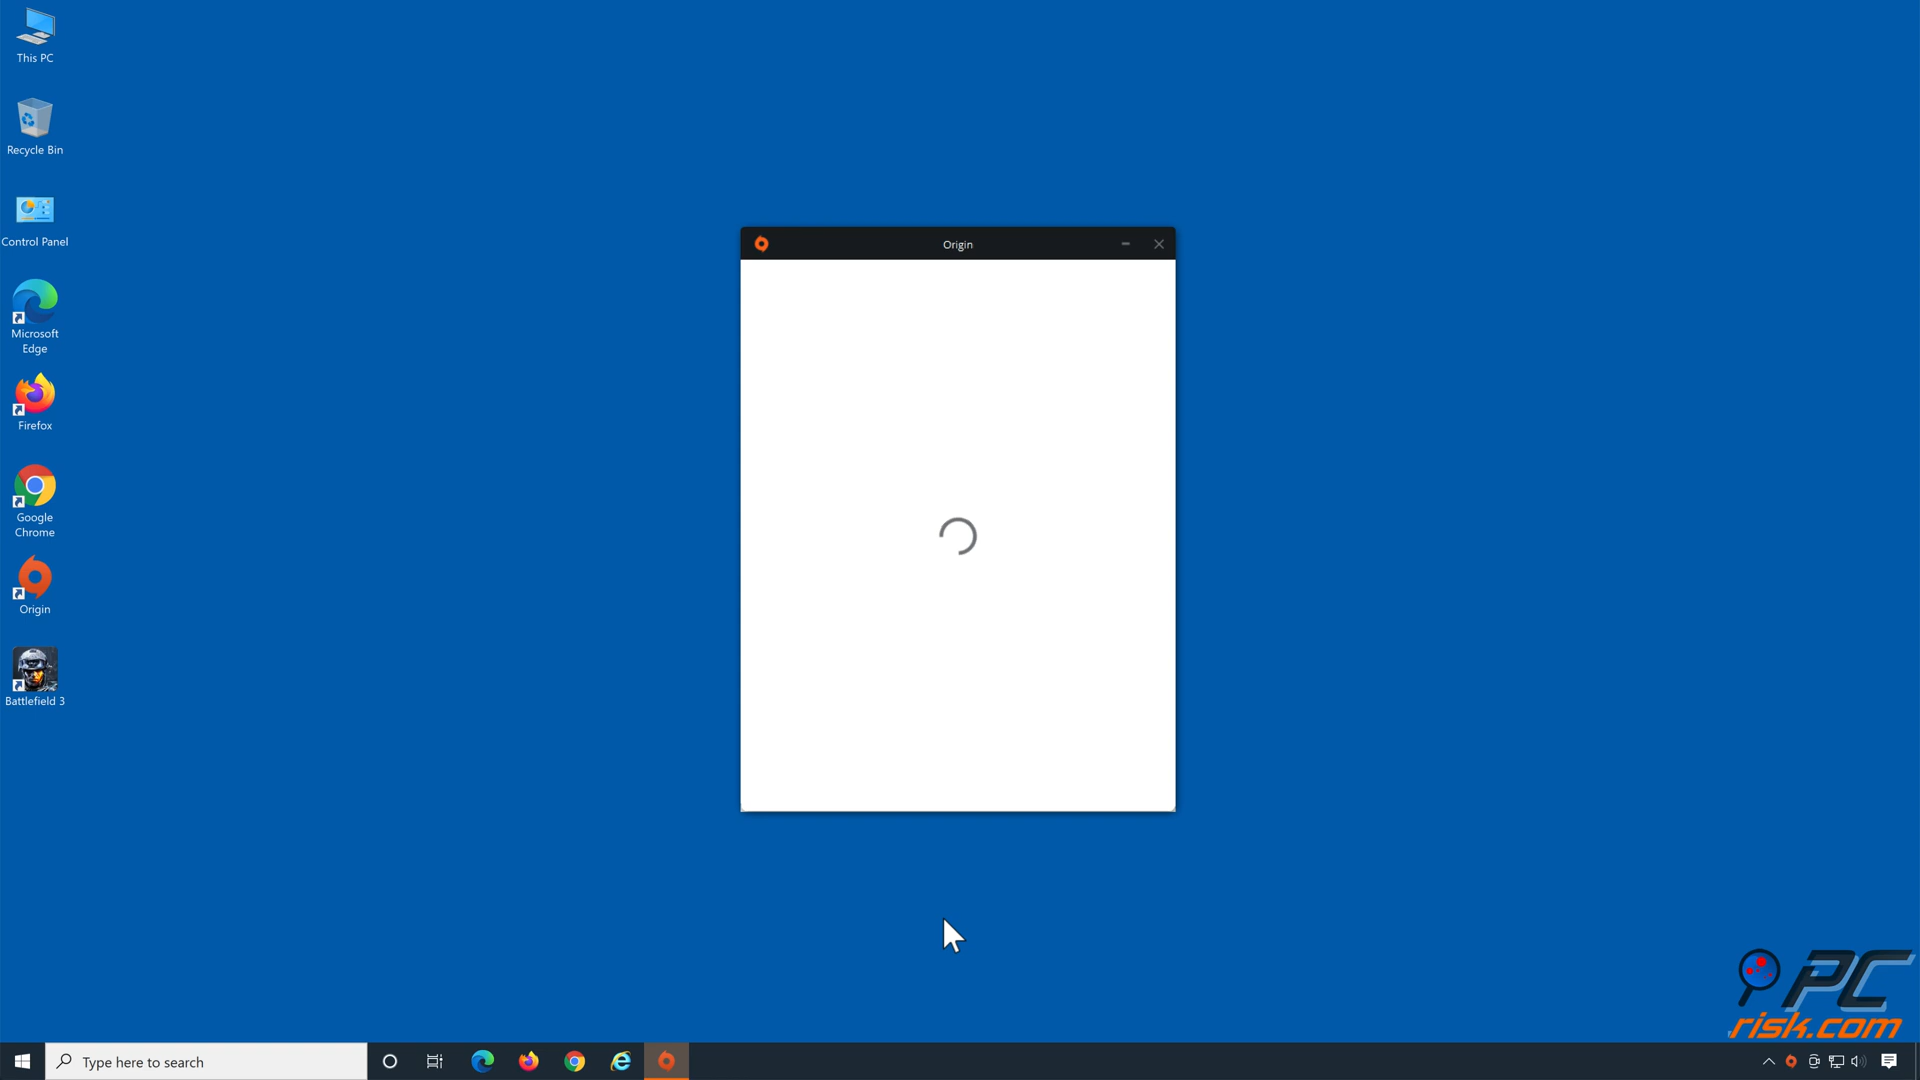 This PC
Recycle Bin
Control Panel
Microsoft
Edge
Firefox
Google
Chrome
Origin
Battlefield 3
Origin
PC
risk.com
Type here to search